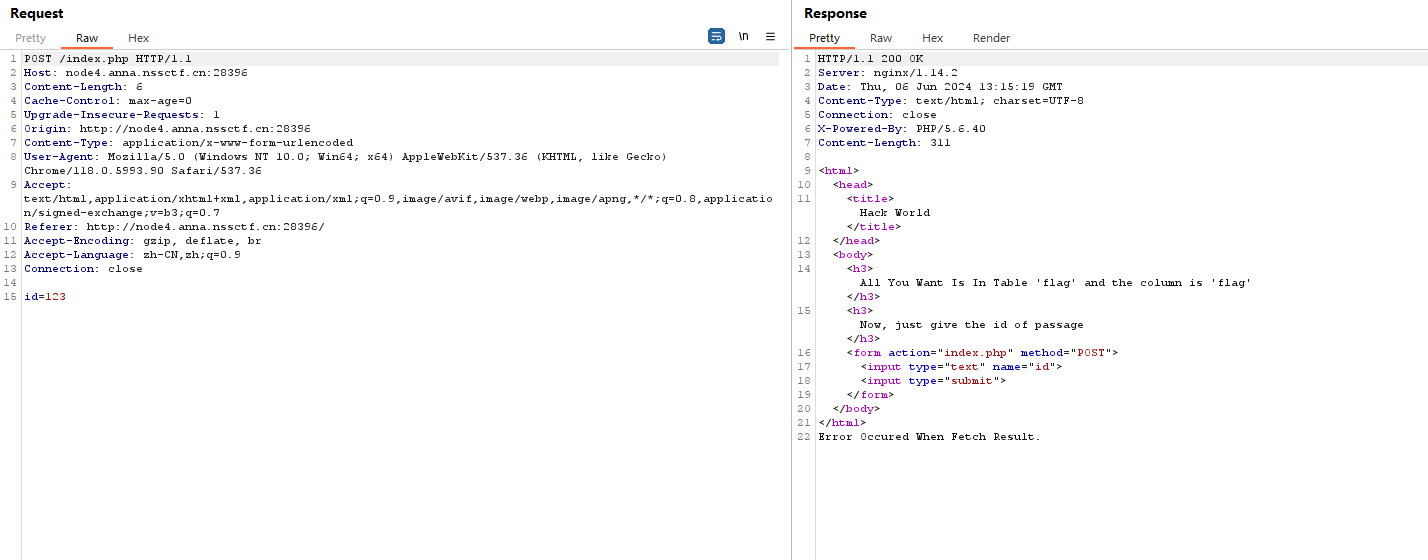 Request
Pretty Raw Hex \n
1 POST /index.php HTTP/1.1
2 Host: node4.anna.nssctf.cn:28396
3 Content-Length: 6
4 Cache-Control: max-age=0
5 Upgrade-Insecure-Requests: 1
6 Origin: http://node4.anna.nssctf.cn:28396
7 Content-Type: application/x-www-form-urlencoded
8 User-Agent: Mozilla/5.0 (Windows NT 10.0; Win64; x64) AppleWebKit/537.36 (KHTML, like Gecko)
Chrome/118.0.5993.90 Safari/537.36
9 Accept:
text/html,application/xhtml+xml,application/xml;q=0.9,image/avif,image/webp,image/apng,*/*;q=0.8,applicatio
n/signed-exchange;v=b3;q=0.7
10 Referer: http://node4.anna.nssctf.cn:28396/
11 Accept-Encoding: gzip, deflate, br
12 Accept-Language: zh-CN,zh;q=0.9
13 Connection: close
14
15 id=123
Response
Pretty Raw Hex Render
1 HTTP/1.1 200 OK
2 Server: nginx/1.14.2
3 Date: Thu, 06 Jun 2024 13:15:19 GMT
4 Content-Type: text/html; charset=UTF-8
5 Connection: close
6 X-Powered-By: PHP/5.6.40
7 Content-Length: 311
8
9 <html>
10 <head>
11 <title>
Hack World
</title>
12 </head>
13 <body>
14 <h3>
All You Want Is In Table 'flag' and the column is 'flag'
</h3>
15 <h3>
Now, just give the id of passage
</h3>
16 <form action="index.php" method="POST">
17 <input type="text" name="id">
18 <input type="submit">
19 </form>
20 </body>
21 </html>
22 Error Occured When Fetch Result.